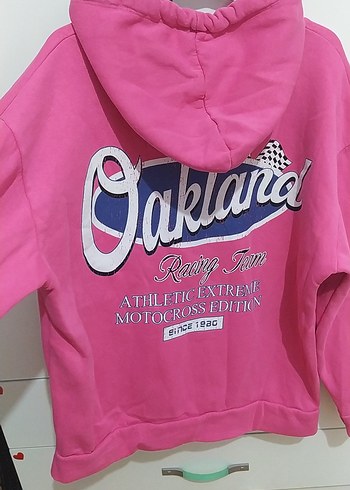 Oakland
Racing Team
ATHLETIC EXTREME
MOTOCROSS EDITION
SINCE 1980